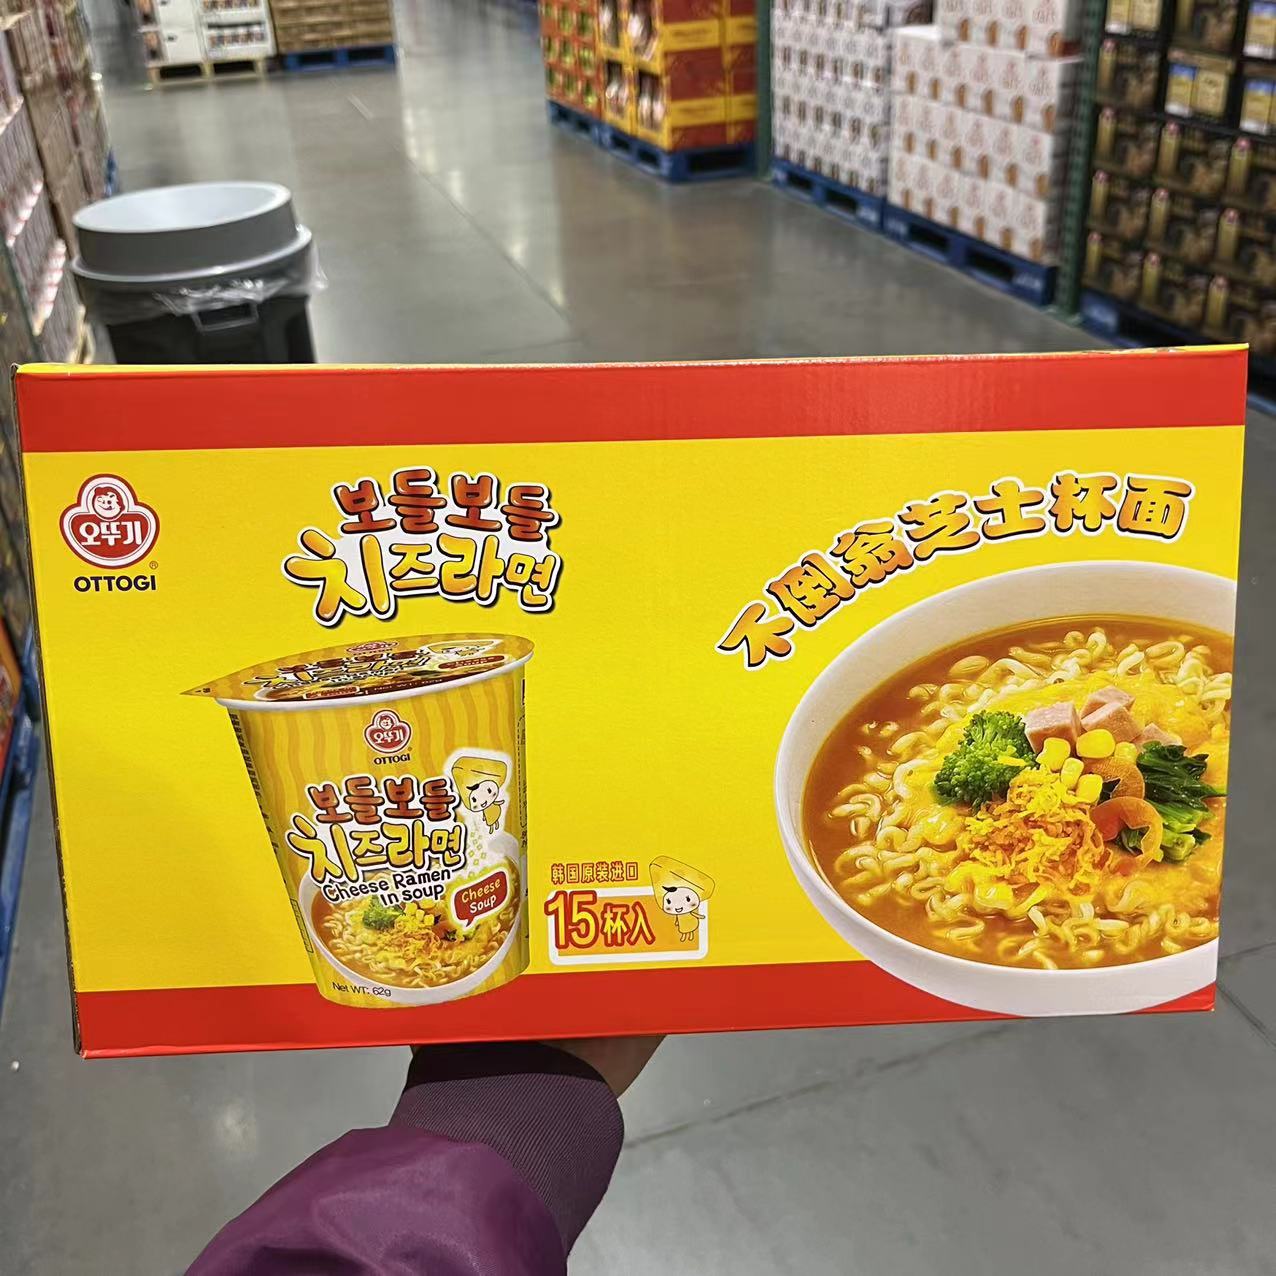 오뚜기
OTTOGI
보들보들
치즈라면
不倒翁芝士杯面
오뚜기
OTTOGI
보들보들
치즈라면
Cheese Ramen
in soup
Cheese
Soup
Net WT: 62g
韩国原装进口
15杯入